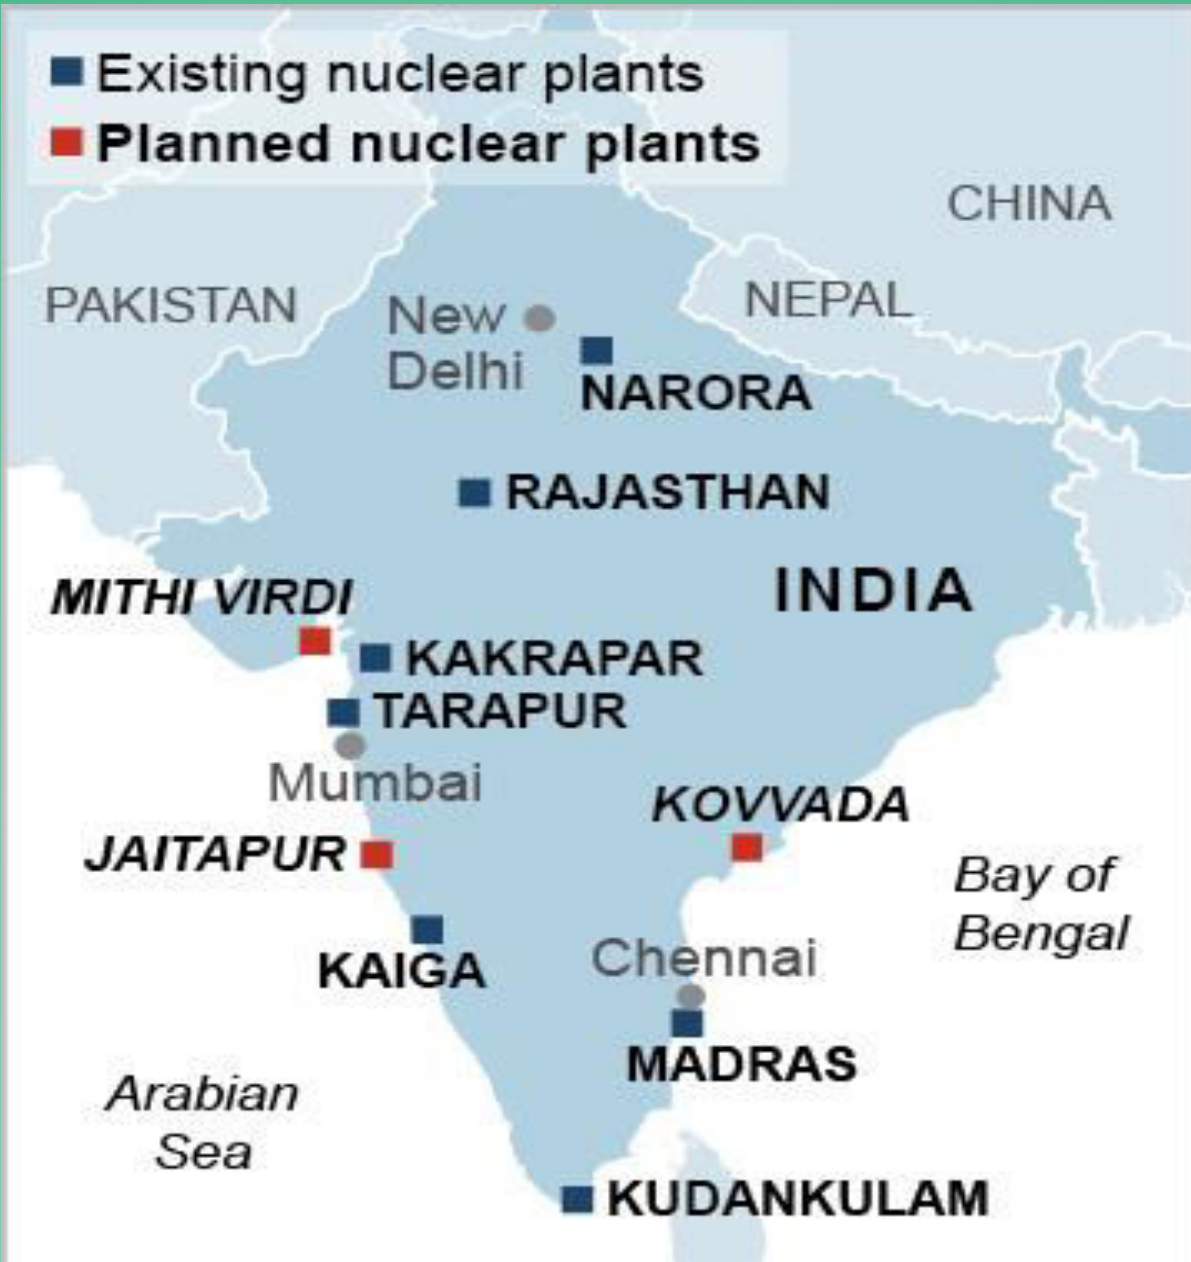 Existing nuclear plants
Planned nuclear plants
CHINA
PAKISTAN
NEPAL
New
Delhi
NARORA
RAJASTHAN
INDIA
MITHI VIRDI
KAKRAPAR
TARAPUR
Mumbai
KOVVADA
JAITAPUR
Bay of
Bengal
KAIGA
Chennai
MADRAS
Arabian
Sea
KUDANKULAM